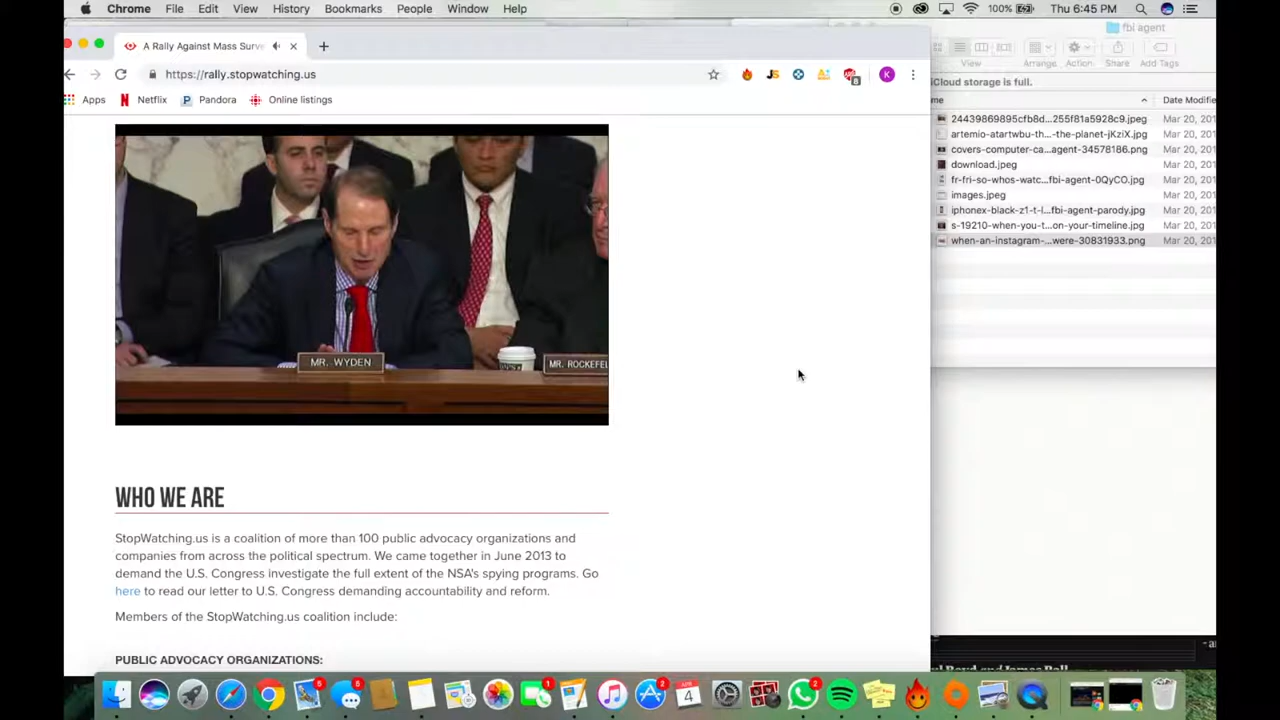 Chrome File Edit View History Bookmarks People Window Help 100% Thu 6:45 PM
fbi agent
A Rally Against Mass Surve
View Arrange Action Share Add Tags
https://rally.stopwatching.us
K
iCloud storage is full.
Apps Netflix Pandora Online listings
me Date Modifie
24439869895cfb8d...255f81a5928c9.jpeg Mar 20, 201
artemio-atartwbu-th...-the-planet-jKziX.jpg Mar 20, 201
covers-computer-ca...agent-34578186.png Mar 20, 201
download.jpeg Mar 20, 201
fr-fri-so-whos-watc...fbi-agent-0QyCO.jpg Mar 20, 201
images.jpeg Mar 20, 201
iphonex-black-z1-t-l...fbi-agent-parody.jpg Mar 20, 201
s-19210-when-you-t...on-your-timeline.jpg Mar 20, 201
when-an-instagram-...were-30831933.png Mar 20, 201
MR. WYDEN
MR. ROCKEFEL
WHO WE ARE
StopWatching.us is a coalition of more than 100 public advocacy organizations and
companies from across the political spectrum. We came together in June 2013 to
demand the U.S. Congress investigate the full extent of the NSA's spying programs. Go
here to read our letter to U.S. Congress demanding accountability and reform.
Members of the StopWatching.us coalition include:
PUBLIC ADVOCACY ORGANIZATIONS:
APR
4